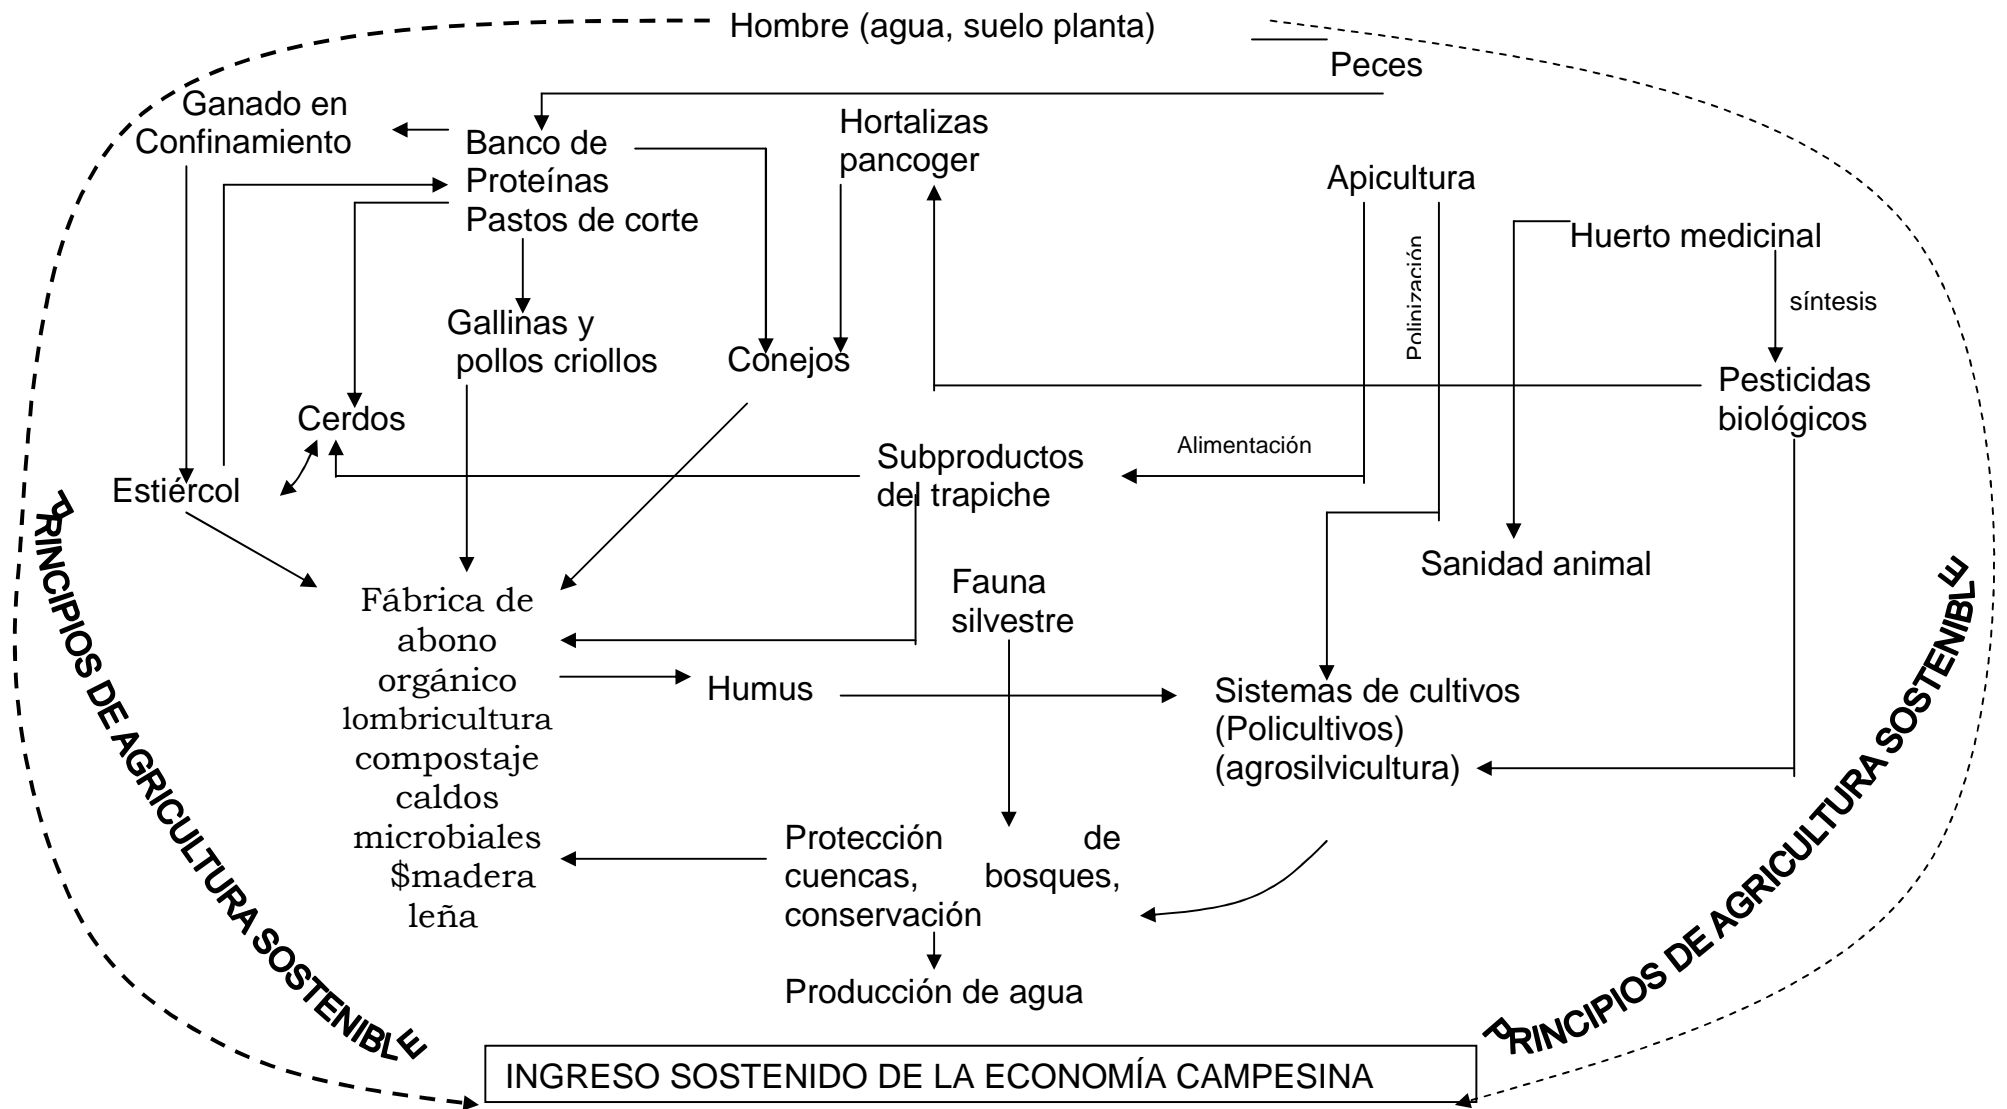 Hombre (agua, suelo planta)
Peces
Ganado en
Confinamiento
Banco de
Proteínas
Pastos de corte
Hortalizas
pancoger
Apicultura
Huerto medicinal
Polinización
síntesis
Gallinas y
pollos criollos
Conejos
Pesticidas
biológicos
Cerdos
Alimentación
Subproductos
del trapiche
Estiércol
Sanidad animal
Fauna
silvestre
Fábrica de
abono
orgánico
lombricultura
compostaje
caldos
microbiales
$madera
leña
Humus
Sistemas de cultivos
(Policultivos)
(agrosilvicultura)
Protección de
cuencas, bosques,
conservación
Producción de agua
PRINCIPIOS DE AGRICULTURA SOSTENIBLE
PRINCIPIOS DE AGRICULTURA SOSTENIBLE
INGRESO SOSTENIDO DE LA ECONOMÍA CAMPESINA